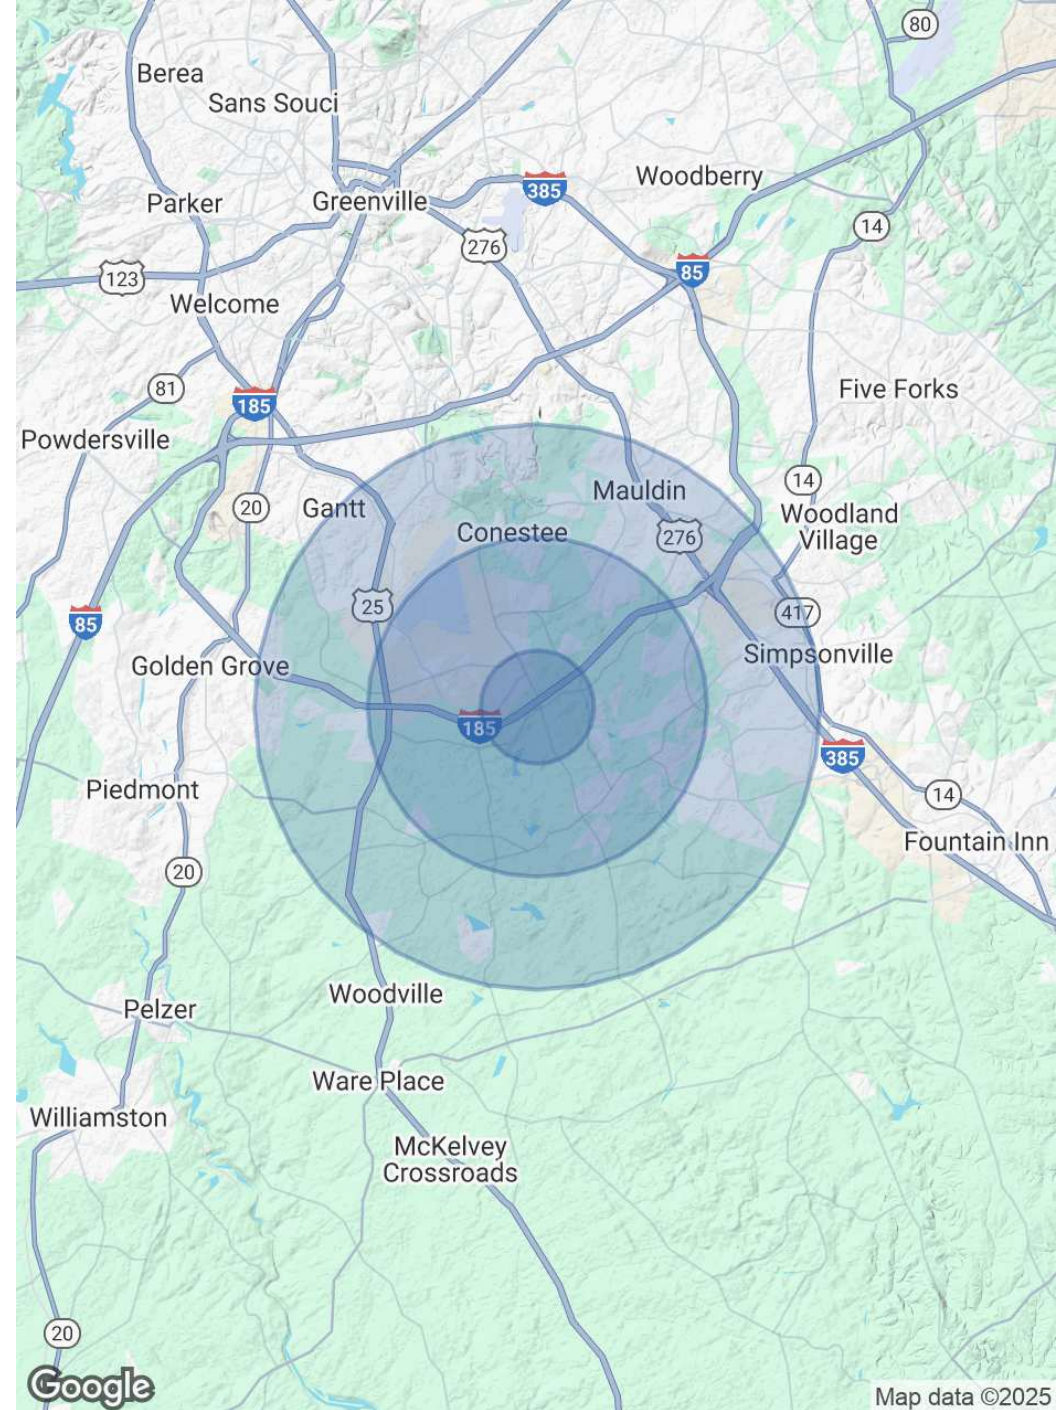 80
Berea
Sans Souci
Woodberry
385
Parker
Greenville
14
276
85
123
Welcome
81
Five Forks
185
Powdersville
14
Mauldin
20
Gantt
Woodland
Village
Conestee
276
25
417
85
Simpsonville
Golden Grove
185
385
Piedmont
14
Fountain Inn
20
Woodville
Pelzer
Ware Place
Williamston
McKelvey
Crossroads
20
Google
Map data ©2025